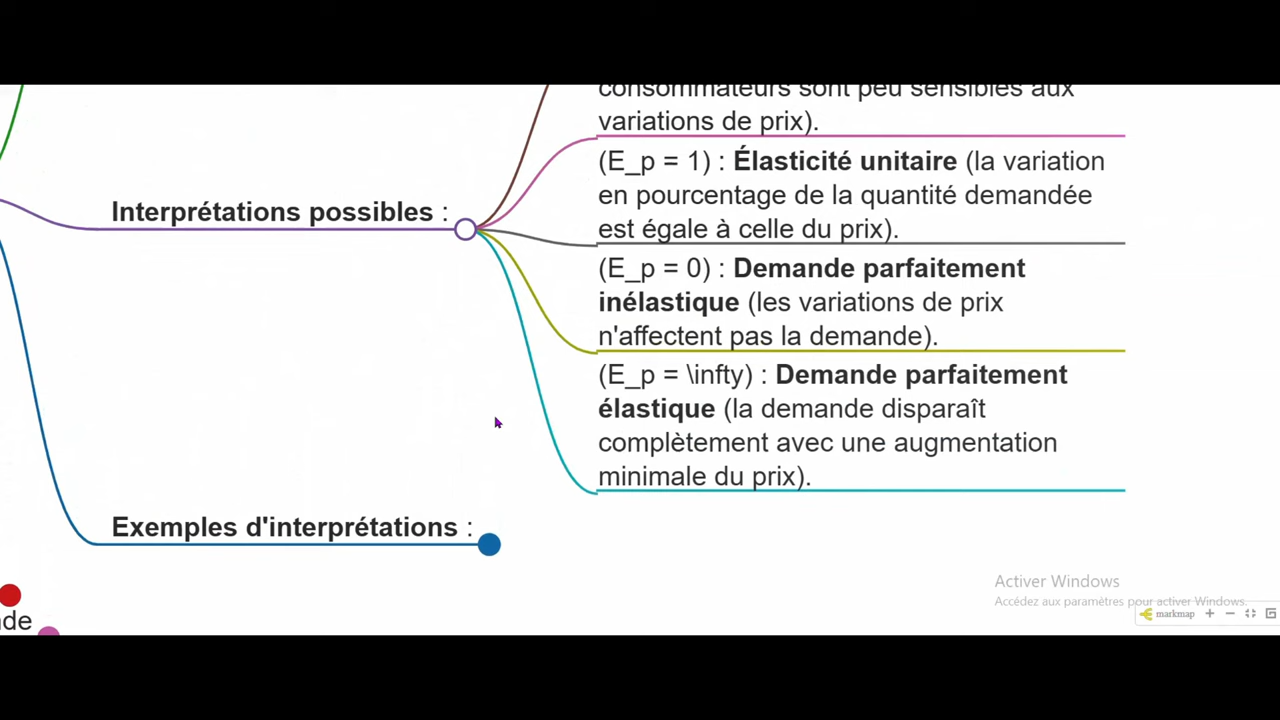 consommateurs sont peu sensibles aux
variations de prix).
(E_p = 1) : Élasticité unitaire (la variation
en pourcentage de la quantité demandée
est égale à celle du prix).
Interprétations possibles :
(E_p = 0) : Demande parfaitement
inélastique (les variations de prix
n'affectent pas la demande).
(E_p = \infty) : Demande parfaitement
élastique (la demande disparaît
complètement avec une augmentation
minimale du prix).
Exemples d'interprétations :
Activer Windows
Accédez aux paramètres pour activer Windows.
markmap